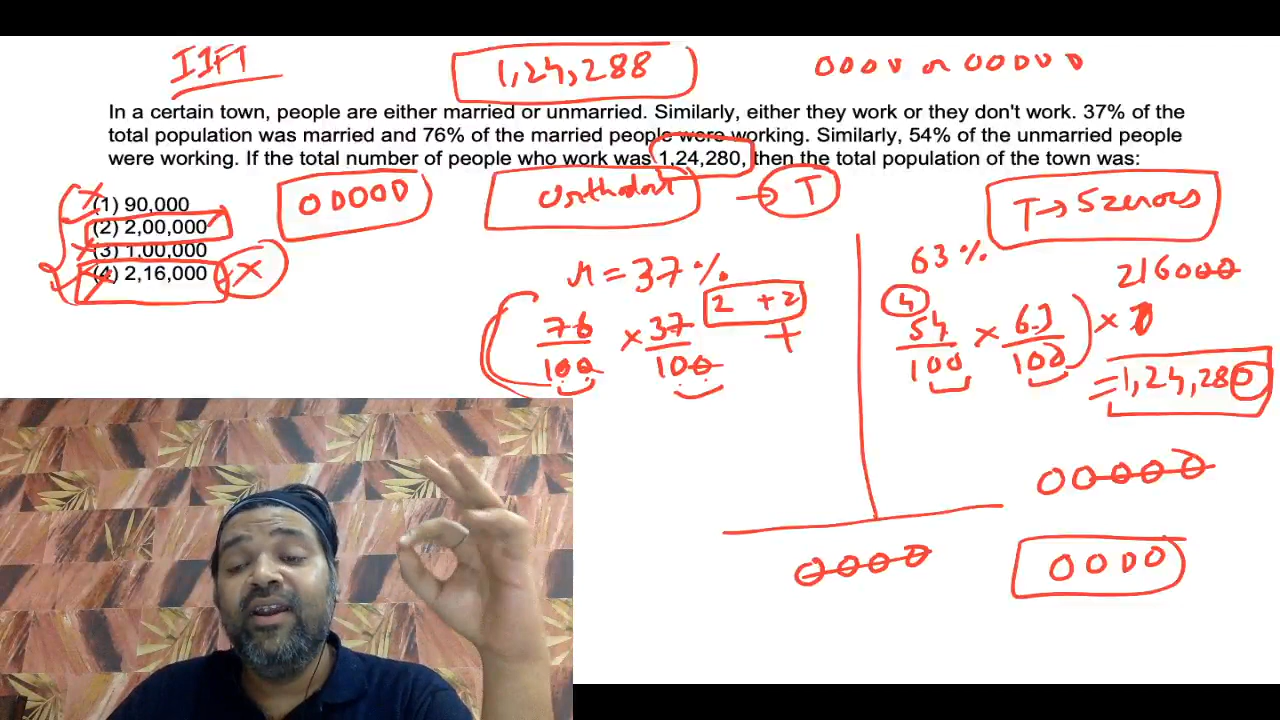 IIFT 1,24,288 0000 or 00000
In a certain town, people are either married or unmarried. Similarly, either they work or they don't work. 37% of the
total population was married and 76% of the married people were working. Similarly, 54% of the unmarried people
were working. If the total number of people who work was 1,24,280, then the total population of the town was:
(1) 90,000
(2) 2,00,000
(3) 1,00,000
(4) 2,16,000
00000
X
Orthodox → T
T → 5 zeroes
37%
63%
216000
2 + 2
4
76/100 × 37/100 + 54/100 × 63/100) ×
= 1,24,280
00000
0000
0000